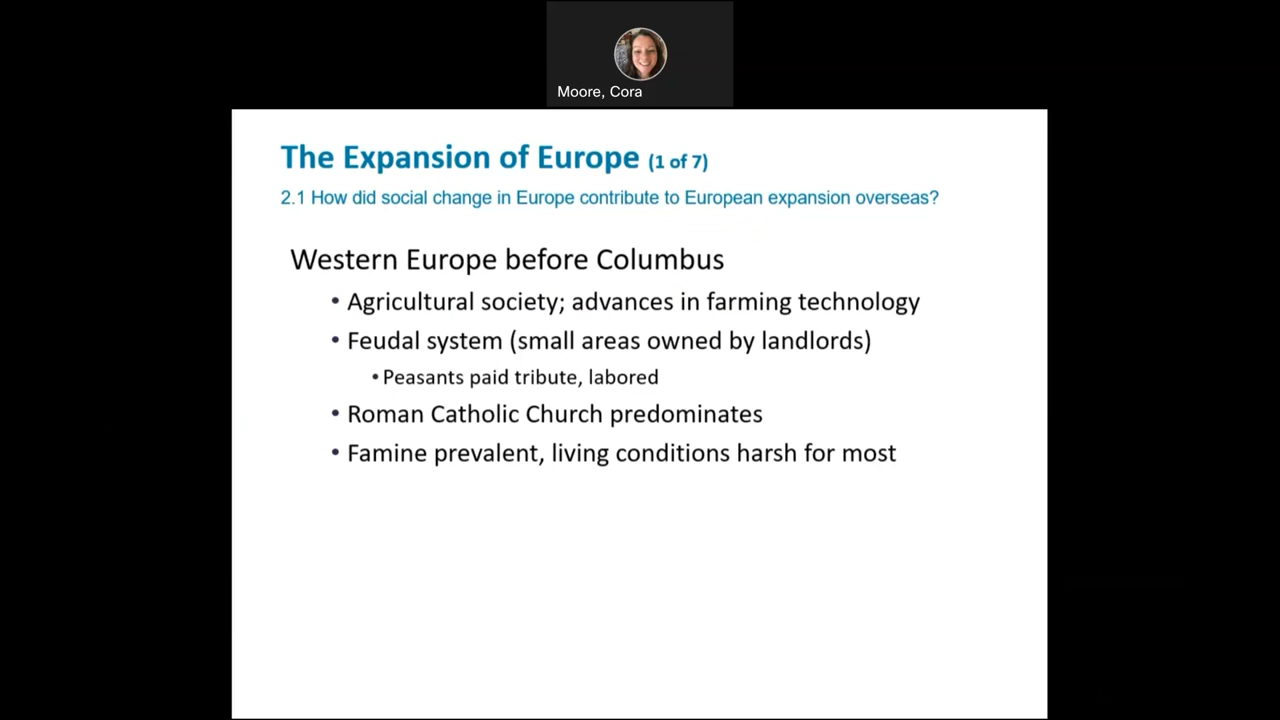 Moore, Cora
The Expansion of Europe (1 of 7)
2.1 How did social change in Europe contribute to European expansion overseas?
Western Europe before Columbus
• Agricultural society; advances in farming technology
• Feudal system (small areas owned by landlords)
• Peasants paid tribute, labored
• Roman Catholic Church predominates
• Famine prevalent, living conditions harsh for most